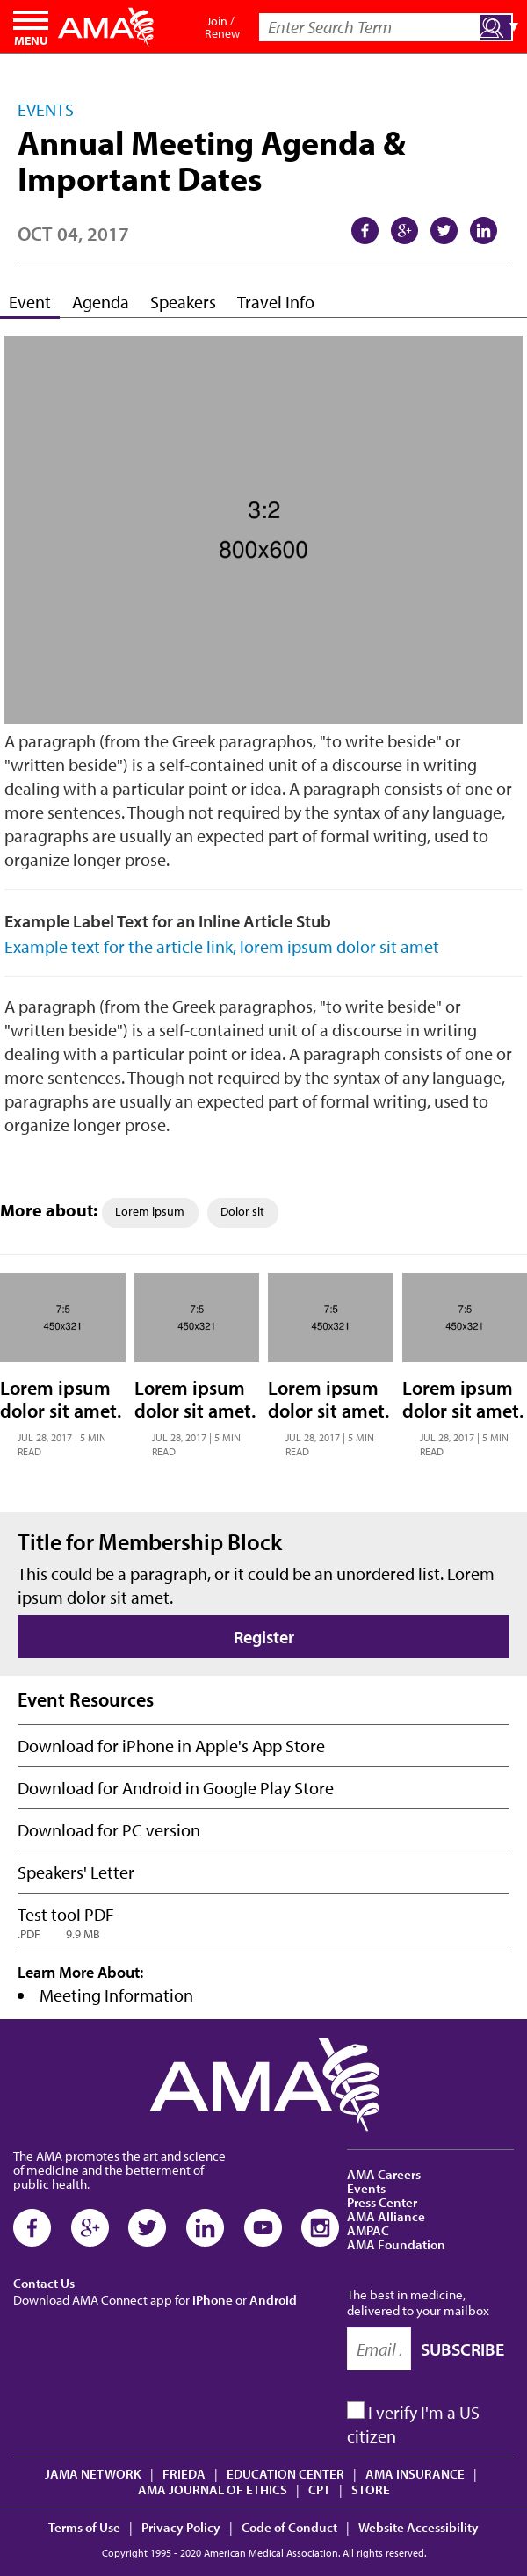 MENU
AMA
Join /
Renew
Enter Search Term
EVENTS
Annual Meeting Agenda &
Important Dates
OCT 04, 2017
Event
Agenda
Speakers
Travel Info
3:2
800x600
A paragraph (from the Greek paragraphos, "to write beside" or
"written beside") is a self-contained unit of a discourse in writing
dealing with a particular point or idea. A paragraph consists of one or
more sentences. Though not required by the syntax of any language,
paragraphs are usually an expected part of formal writing, used to
organize longer prose.
Example Label Text for an Inline Article Stub
Example text for the article link, lorem ipsum dolor sit amet
A paragraph (from the Greek paragraphos, "to write beside" or
"written beside") is a self-contained unit of a discourse in writing
dealing with a particular point or idea. A paragraph consists of one or
more sentences. Though not required by the syntax of any language,
paragraphs are usually an expected part of formal writing, used to
organize longer prose.
More about: Lorem ipsum Dolor sit
7:5
450x321
Lorem ipsum
dolor sit amet.
JUL 28, 2017 | 5 MIN
READ
7:5
450x321
Lorem ipsum
dolor sit amet.
JUL 28, 2017 | 5 MIN
READ
7:5
450x321
Lorem ipsum
dolor sit amet.
JUL 28, 2017 | 5 MIN
READ
7:5
450x321
Lorem ipsum
dolor sit amet.
JUL 28, 2017 | 5 MIN
READ
Title for Membership Block
This could be a paragraph, or it could be an unordered list. Lorem
ipsum dolor sit amet.
Register
Event Resources
Download for iPhone in Apple's App Store
Download for Android in Google Play Store
Download for PC version
Speakers' Letter
Test tool PDF
.PDF 9.9 MB
Learn More About:
• Meeting Information
AMA
The AMA promotes the art and science
of medicine and the betterment of
public health.
Contact Us
Download AMA Connect app for iPhone or Android
AMA Careers
Events
Press Center
AMA Alliance
AMPAC
AMA Foundation
The best in medicine,
delivered to your mailbox
Email
SUBSCRIBE
I verify I'm a US
citizen
JAMA NETWORK | FRIEDA | EDUCATION CENTER | AMA INSURANCE |
AMA JOURNAL OF ETHICS | CPT | STORE
Terms of Use | Privacy Policy | Code of Conduct | Website Accessibility
Copyright 1995 - 2020 American Medical Association. All rights reserved.